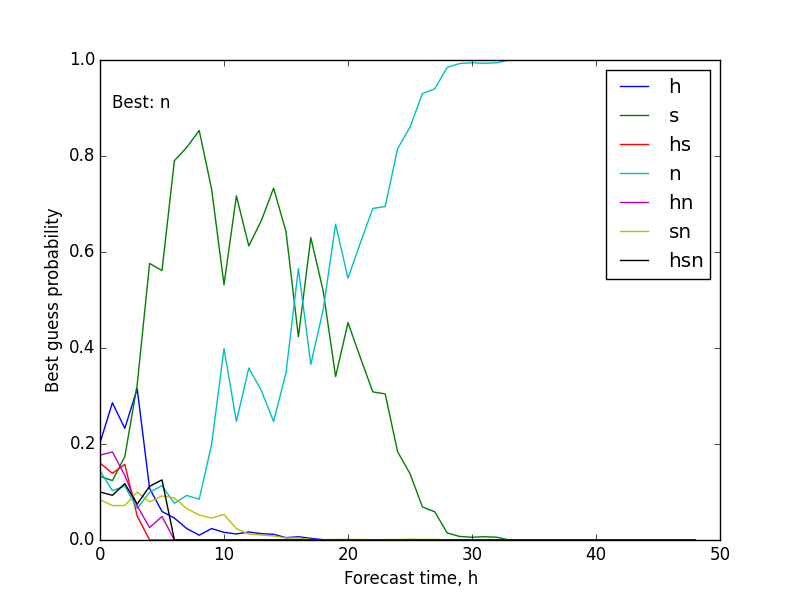 1.0
0.8
0.6
0.4
0.2
0.0
Best guess probability
Best: n
h
s
hs
n
hn
sn
hsn
0 10 20 30 40 50
Forecast time, h